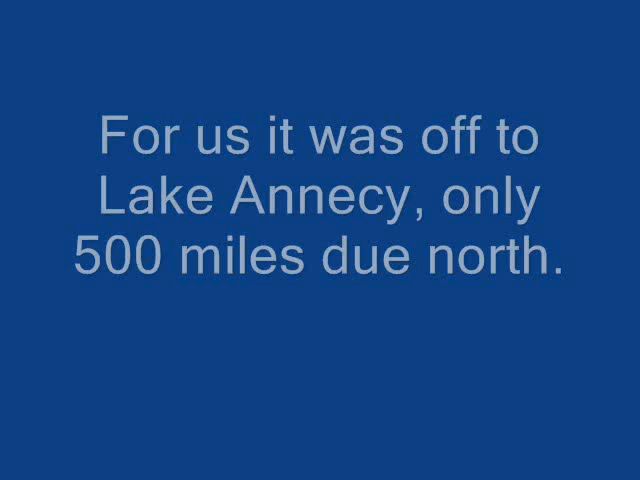 For us it was off to
Lake Annecy, only
500 miles due north.